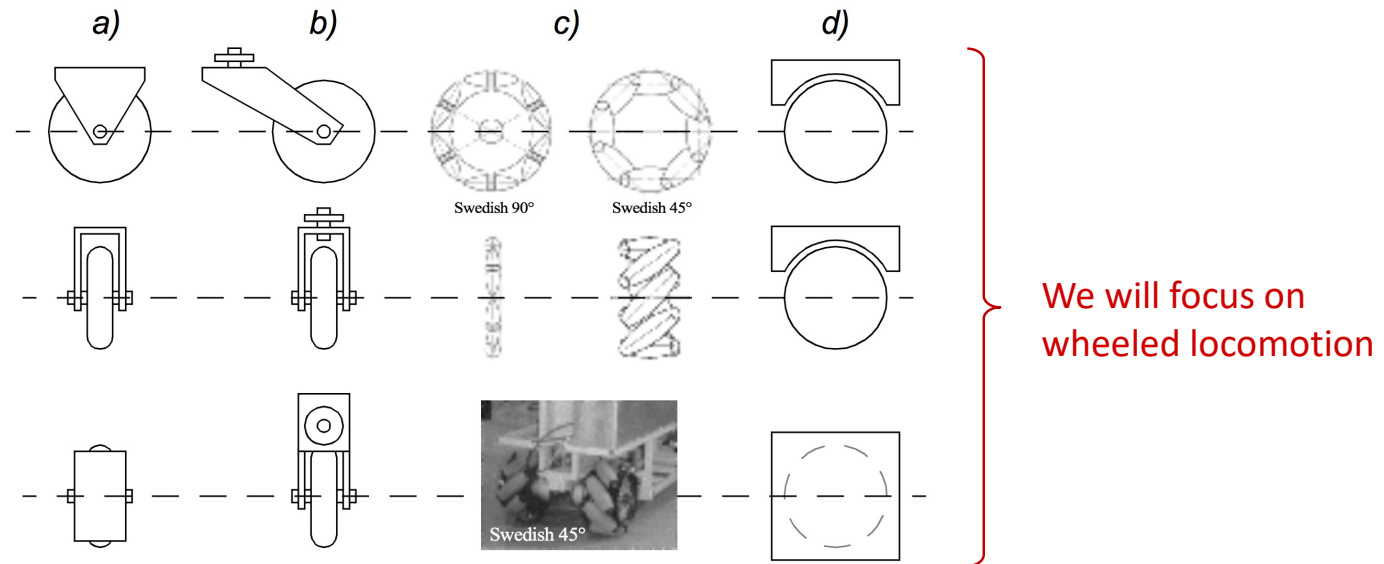 a)
b)
c)
d)
Swedish 90°
Swedish 45°
We will focus on
wheeled locomotion
Swedish 45°